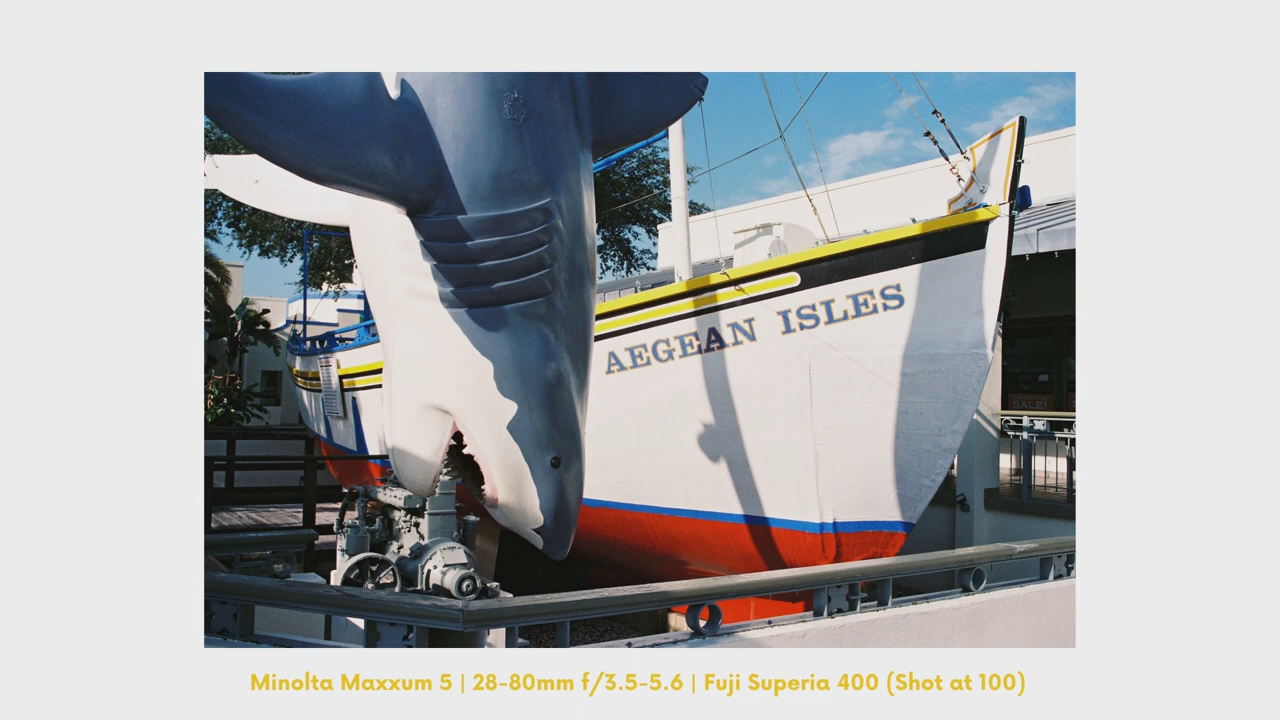 AEGEAN ISLES
SALE!
Minolta Maxxum 5 | 28-80mm f/3.5-5.6 | Fuji Superia 400 (Shot at 100)